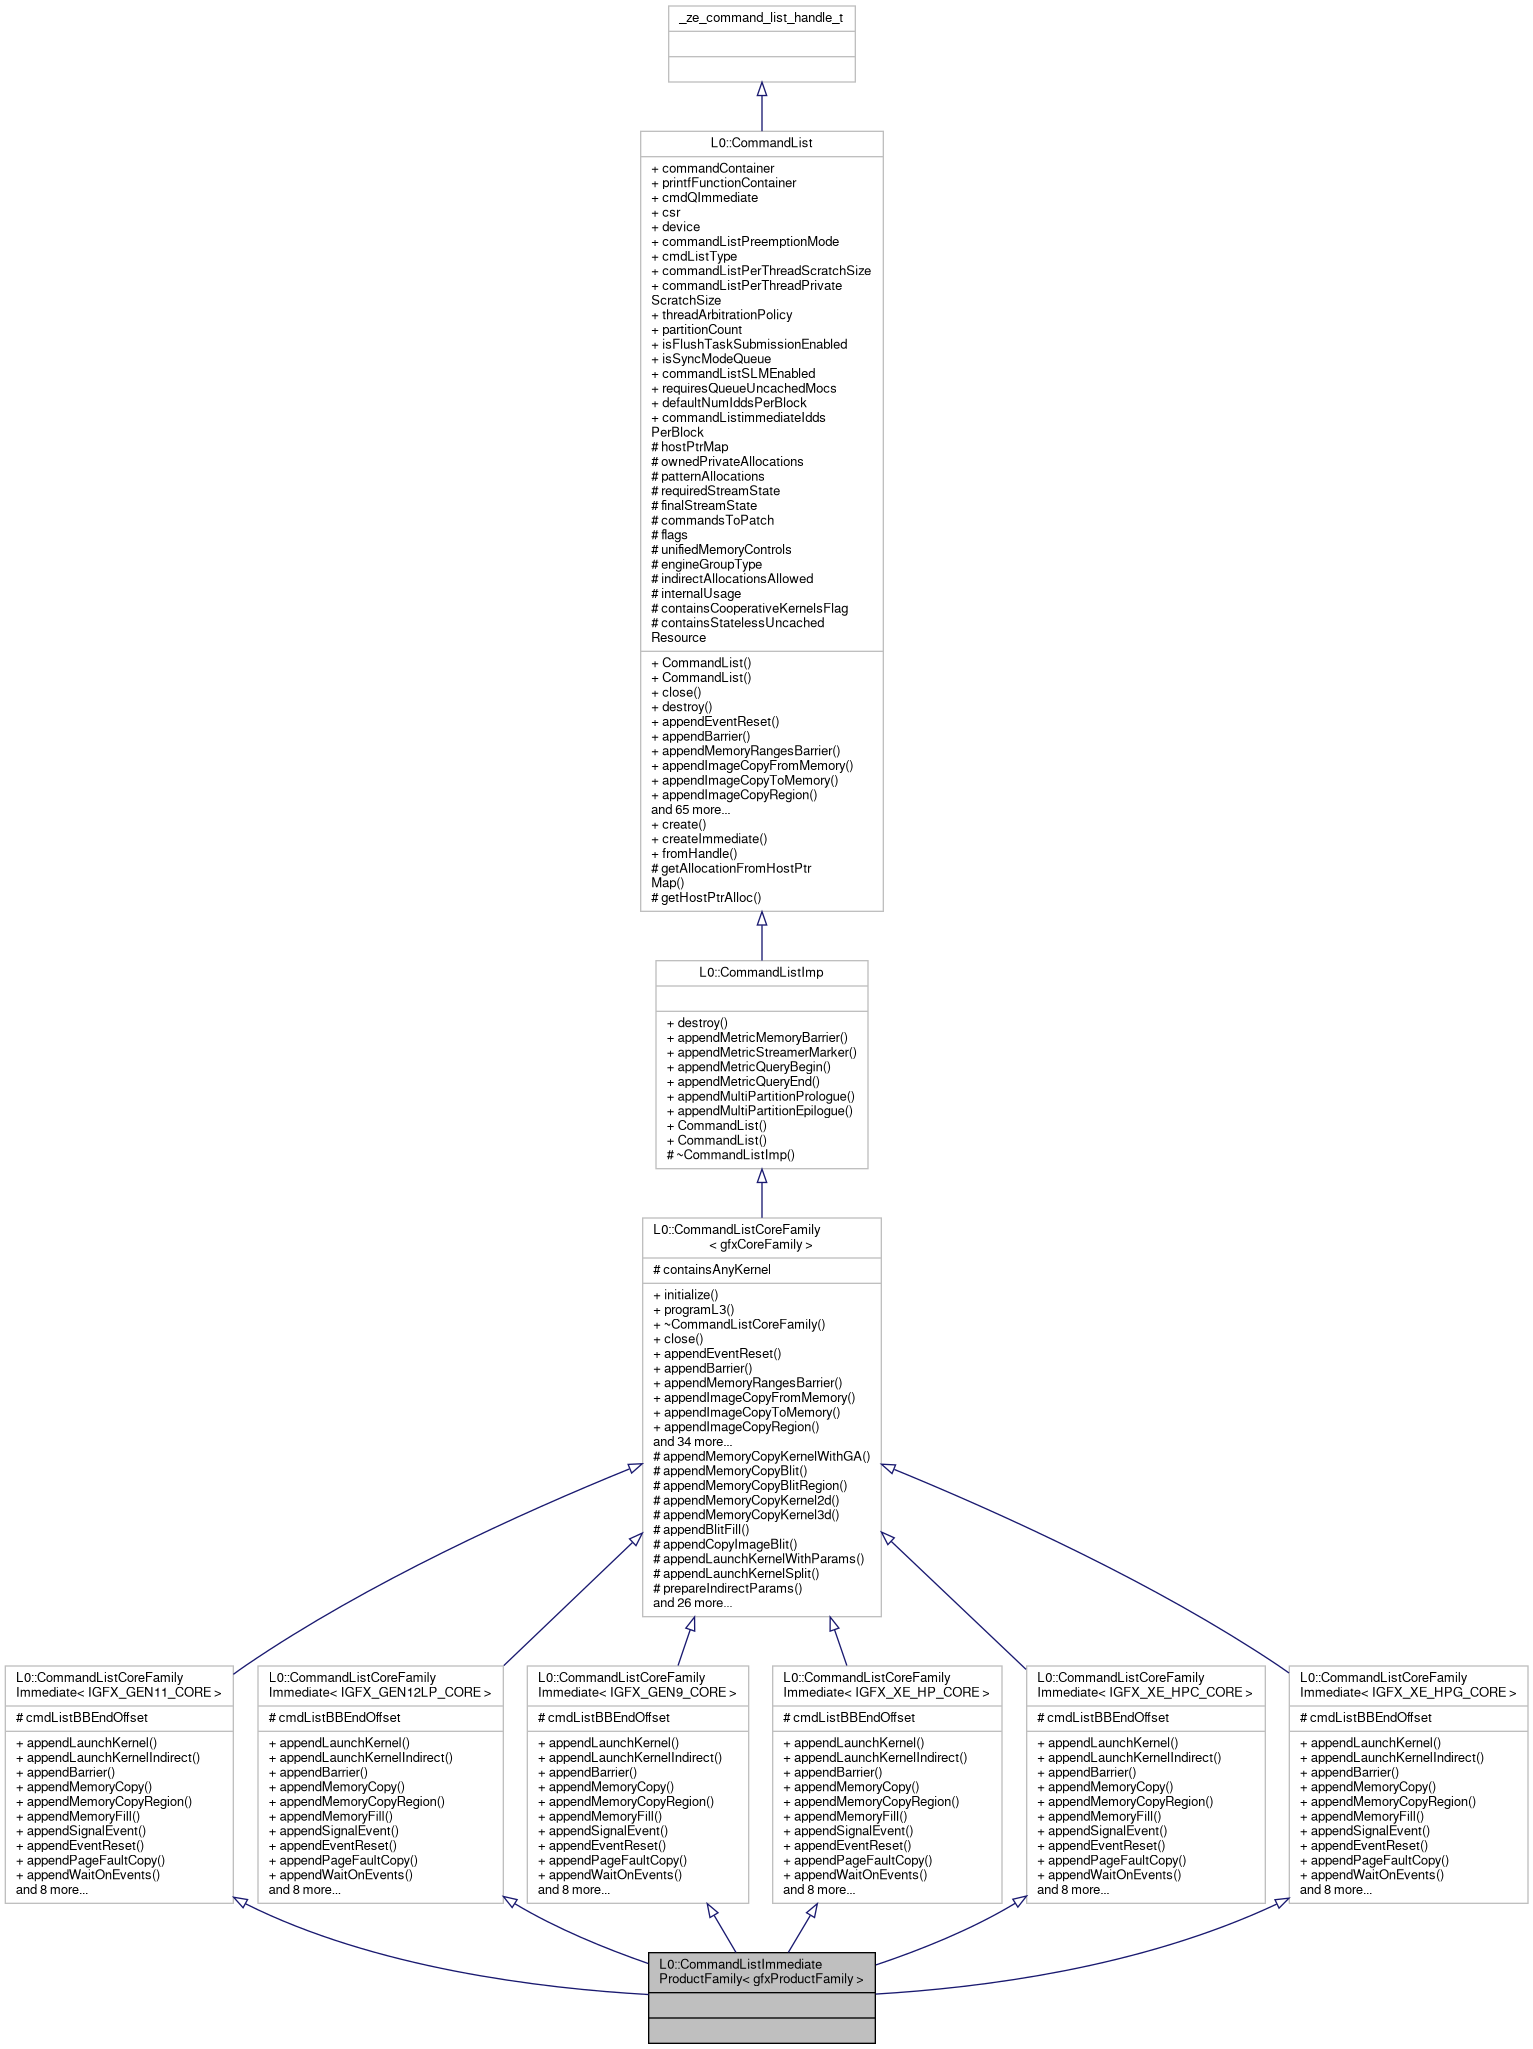 _ze_command_list_handle_t
L0::CommandList
+ commandContainer
+ printfFunctionContainer
+ cmdQImmediate
+ csr
+ device
+ commandListPreemptionMode
+ cmdListType
+ commandListPerThreadScratchSize
+ commandListPerThreadPrivate
ScratchSize
+ threadArbitrationPolicy
+ partitionCount
+ isFlushTaskSubmissionEnabled
+ isSyncModeQueue
+ commandListSLMEnabled
+ requiresQueueUncachedMocs
+ defaultNumIddsPerBlock
+ commandListimmediateIdds
PerBlock
# hostPtrMap
# ownedPrivateAllocations
# patternAllocations
# requiredStreamState
# finalStreamState
# commandsToPatch
# flags
# unifiedMemoryControls
# engineGroupType
# indirectAllocationsAllowed
# internalUsage
# containsCooperativeKernelsFlag
# containsStatelessUncached
Resource
+ CommandList()
+ CommandList()
+ close()
+ destroy()
+ appendEventReset()
+ appendBarrier()
+ appendMemoryRangesBarrier()
+ appendImageCopyFromMemory()
+ appendImageCopyToMemory()
+ appendImageCopyRegion()
and 65 more...
+ create()
+ createImmediate()
+ fromHandle()
# getAllocationFromHostPtr
Map()
# getHostPtrAlloc()
L0::CommandListImp
+ destroy()
+ appendMetricMemoryBarrier()
+ appendMetricStreamerMarker()
+ appendMetricQueryBegin()
+ appendMetricQueryEnd()
+ appendMultiPartitionPrologue()
+ appendMultiPartitionEpilogue()
+ CommandList()
+ CommandList()
# ~CommandListImp()
L0::CommandListCoreFamily
< gfxCoreFamily >
# containsAnyKernel
+ initialize()
+ programL3()
+ ~CommandListCoreFamily()
+ close()
+ appendEventReset()
+ appendBarrier()
+ appendMemoryRangesBarrier()
+ appendImageCopyFromMemory()
+ appendImageCopyToMemory()
+ appendImageCopyRegion()
and 34 more...
# appendMemoryCopyKernelWithGA()
# appendMemoryCopyBlit()
# appendMemoryCopyBlitRegion()
# appendMemoryCopyKernel2d()
# appendMemoryCopyKernel3d()
# appendBlitFill()
# appendCopyImageBlit()
# appendLaunchKernelWithParams()
# appendLaunchKernelSplit()
# prepareIndirectParams()
and 26 more...
L0::CommandListCoreFamily
Immediate< IGFX_GEN11_CORE >
# cmdListBBEndOffset
+ appendLaunchKernel()
+ appendLaunchKernelIndirect()
+ appendBarrier()
+ appendMemoryCopy()
+ appendMemoryCopyRegion()
+ appendMemoryFill()
+ appendSignalEvent()
+ appendEventReset()
+ appendPageFaultCopy()
+ appendWaitOnEvents()
and 8 more...
L0::CommandListCoreFamily
Immediate< IGFX_GEN12LP_CORE >
# cmdListBBEndOffset
+ appendLaunchKernel()
+ appendLaunchKernelIndirect()
+ appendBarrier()
+ appendMemoryCopy()
+ appendMemoryCopyRegion()
+ appendMemoryFill()
+ appendSignalEvent()
+ appendEventReset()
+ appendPageFaultCopy()
+ appendWaitOnEvents()
and 8 more...
L0::CommandListCoreFamily
Immediate< IGFX_GEN9_CORE >
# cmdListBBEndOffset
+ appendLaunchKernel()
+ appendLaunchKernelIndirect()
+ appendBarrier()
+ appendMemoryCopy()
+ appendMemoryCopyRegion()
+ appendMemoryFill()
+ appendSignalEvent()
+ appendEventReset()
+ appendPageFaultCopy()
+ appendWaitOnEvents()
and 8 more...
L0::CommandListCoreFamily
Immediate< IGFX_XE_HP_CORE >
# cmdListBBEndOffset
+ appendLaunchKernel()
+ appendLaunchKernelIndirect()
+ appendBarrier()
+ appendMemoryCopy()
+ appendMemoryCopyRegion()
+ appendMemoryFill()
+ appendSignalEvent()
+ appendEventReset()
+ appendPageFaultCopy()
+ appendWaitOnEvents()
and 8 more...
L0::CommandListCoreFamily
Immediate< IGFX_XE_HPC_CORE >
# cmdListBBEndOffset
+ appendLaunchKernel()
+ appendLaunchKernelIndirect()
+ appendBarrier()
+ appendMemoryCopy()
+ appendMemoryCopyRegion()
+ appendMemoryFill()
+ appendSignalEvent()
+ appendEventReset()
+ appendPageFaultCopy()
+ appendWaitOnEvents()
and 8 more...
L0::CommandListCoreFamily
Immediate< IGFX_XE_HPG_CORE >
# cmdListBBEndOffset
+ appendLaunchKernel()
+ appendLaunchKernelIndirect()
+ appendBarrier()
+ appendMemoryCopy()
+ appendMemoryCopyRegion()
+ appendMemoryFill()
+ appendSignalEvent()
+ appendEventReset()
+ appendPageFaultCopy()
+ appendWaitOnEvents()
and 8 more...
L0::CommandListImmediate
ProductFamily< gfxProductFamily >